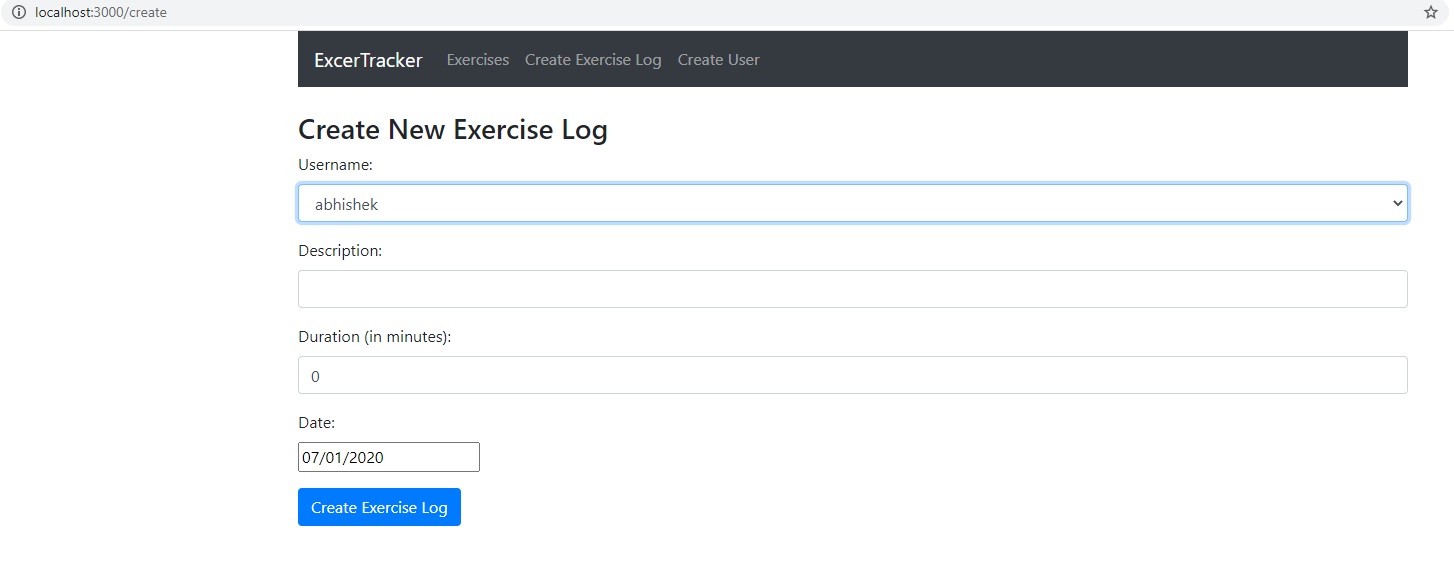 localhost:3000/create
ExcerTracker Exercises Create Exercise Log Create User
Create New Exercise Log
Username:
abhishek
Description:
Duration (in minutes):
0
Date:
07/01/2020
Create Exercise Log